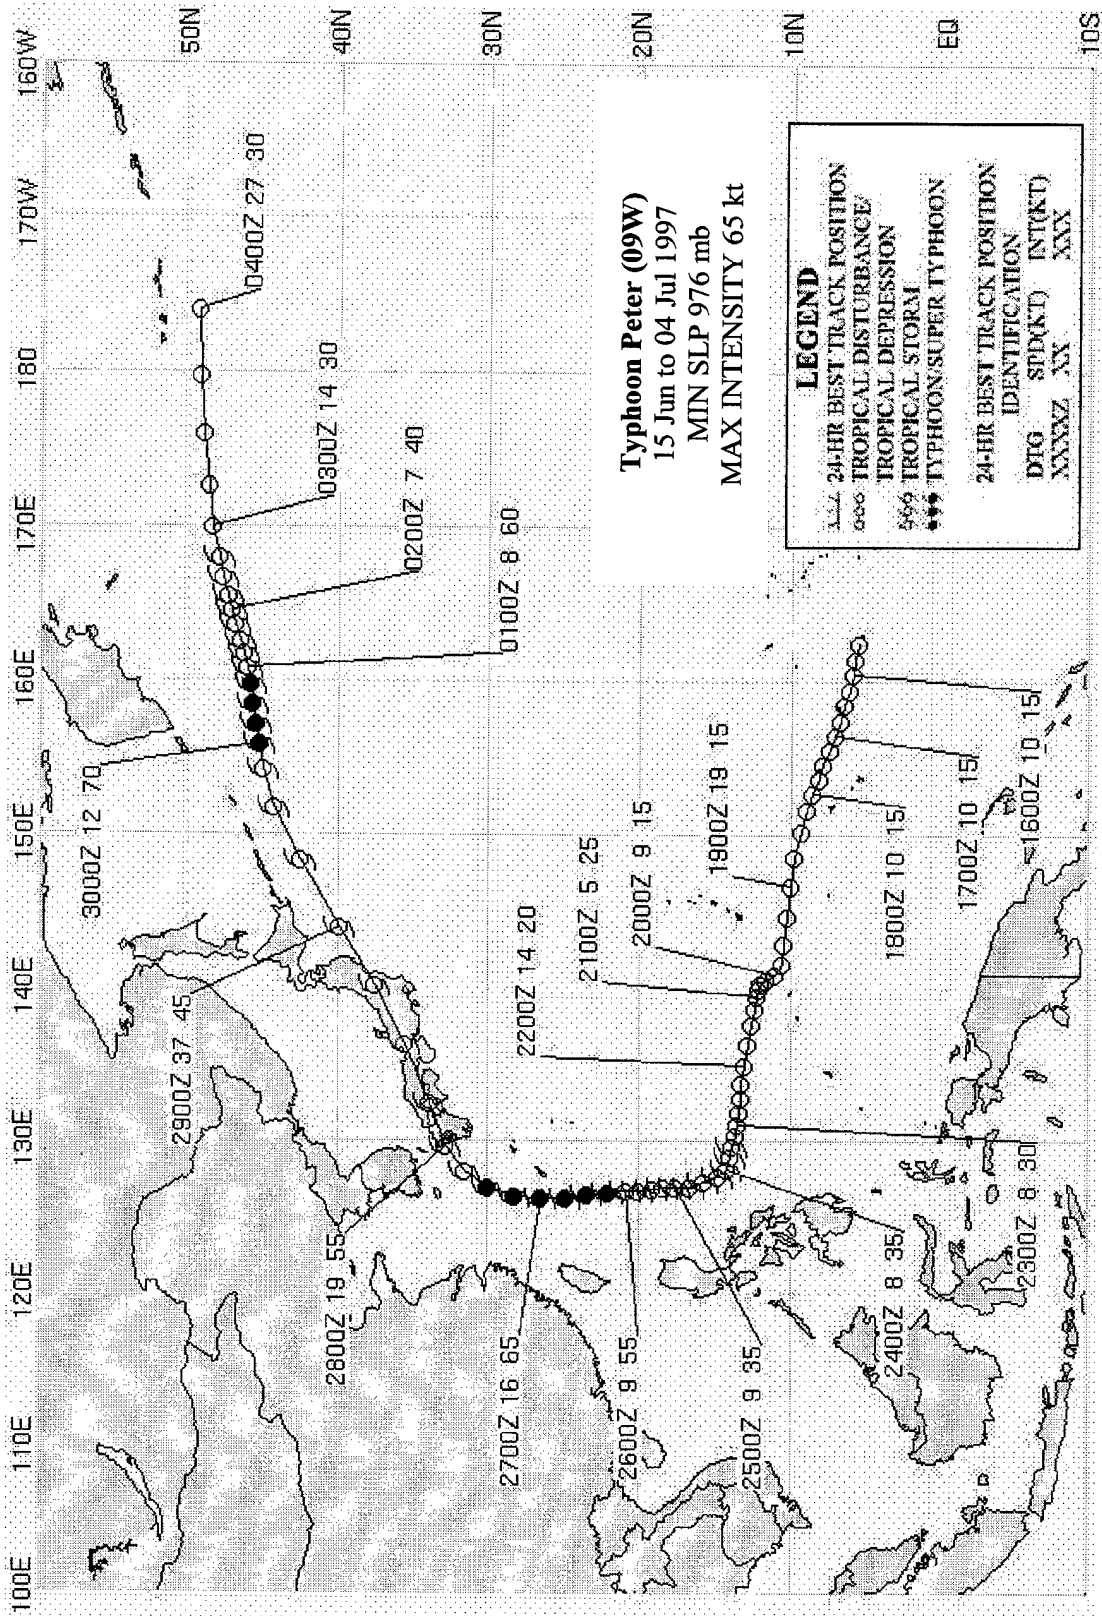 50N
40N
30N
20N
10N
EQ
10S
160W
170W
180
170E
160E
150E
140E
130E
120E
110E
100E
0400Z 27 30
0300Z 14 30
0200Z 7 40
0100Z 8 60
3000Z 12 70
2900Z 37 45
2800Z 19 55
2700Z 16 65
2600Z 9 55
2500Z 9 35
2400Z 8 35
2300Z 8 30
2200Z 14 20
2100Z 5 25
2000Z 9 15
1900Z 19 15
1800Z 10 15
1700Z 10 15
1600Z 10 15
Typhoon Peter (09W)
15 Jun to 04 Jul 1997
MIN SLP 976 mb
MAX INTENSITY 65 kt
LEGEND
24-HR BEST TRACK POSITION
TROPICAL DISTURBANCE/
TROPICAL DEPRESSION
TROPICAL STORM
TYPHOON/SUPER TYPHOON
24-HR BEST TRACK POSITION
IDENTIFICATION
DTG SPD(KT) INT(KT)
XXXXZ XX XXX